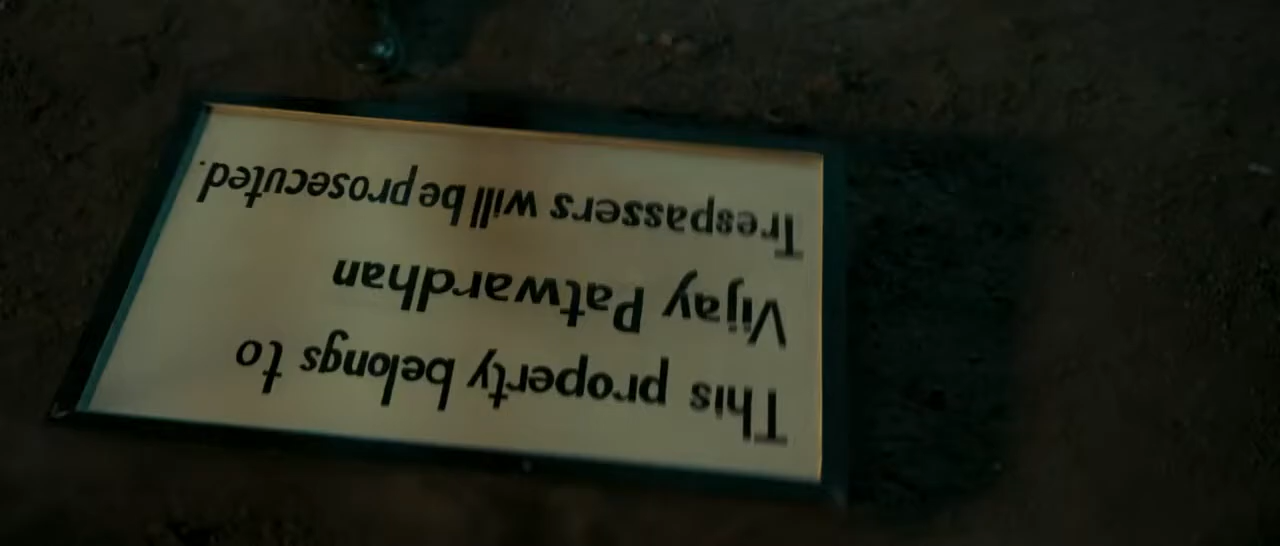 This property belongs to
Vijay Patwardhan
Trespassers will be prosecuted.